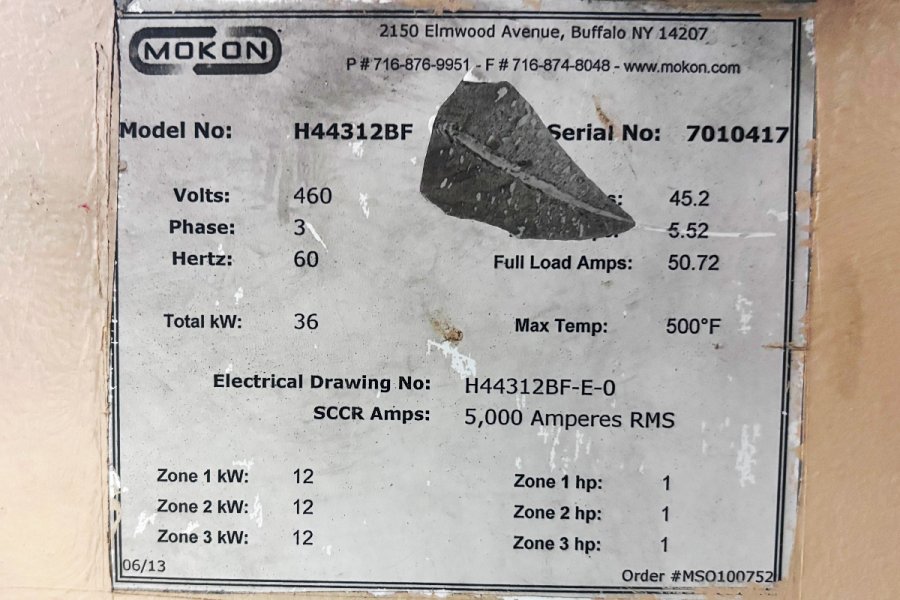 MOKON
2150 Elmwood Avenue, Buffalo NY 14207
P # 716-876-9951 - F # 716-874-8048 - www.mokon.com
Model No: H44312BF Serial No: 7010417
Volts: 460 45.2
Phase: 3 5.52
Hertz: 60 Full Load Amps: 50.72
Total kW: 36 Max Temp: 500°F
Electrical Drawing No: H44312BF-E-0
SCCR Amps: 5,000 Amperes RMS
Zone 1 kW: 12 Zone 1 hp: 1
Zone 2 kW: 12 Zone 2 hp: 1
Zone 3 kW: 12 Zone 3 hp: 1
06/13 Order #MSO100752